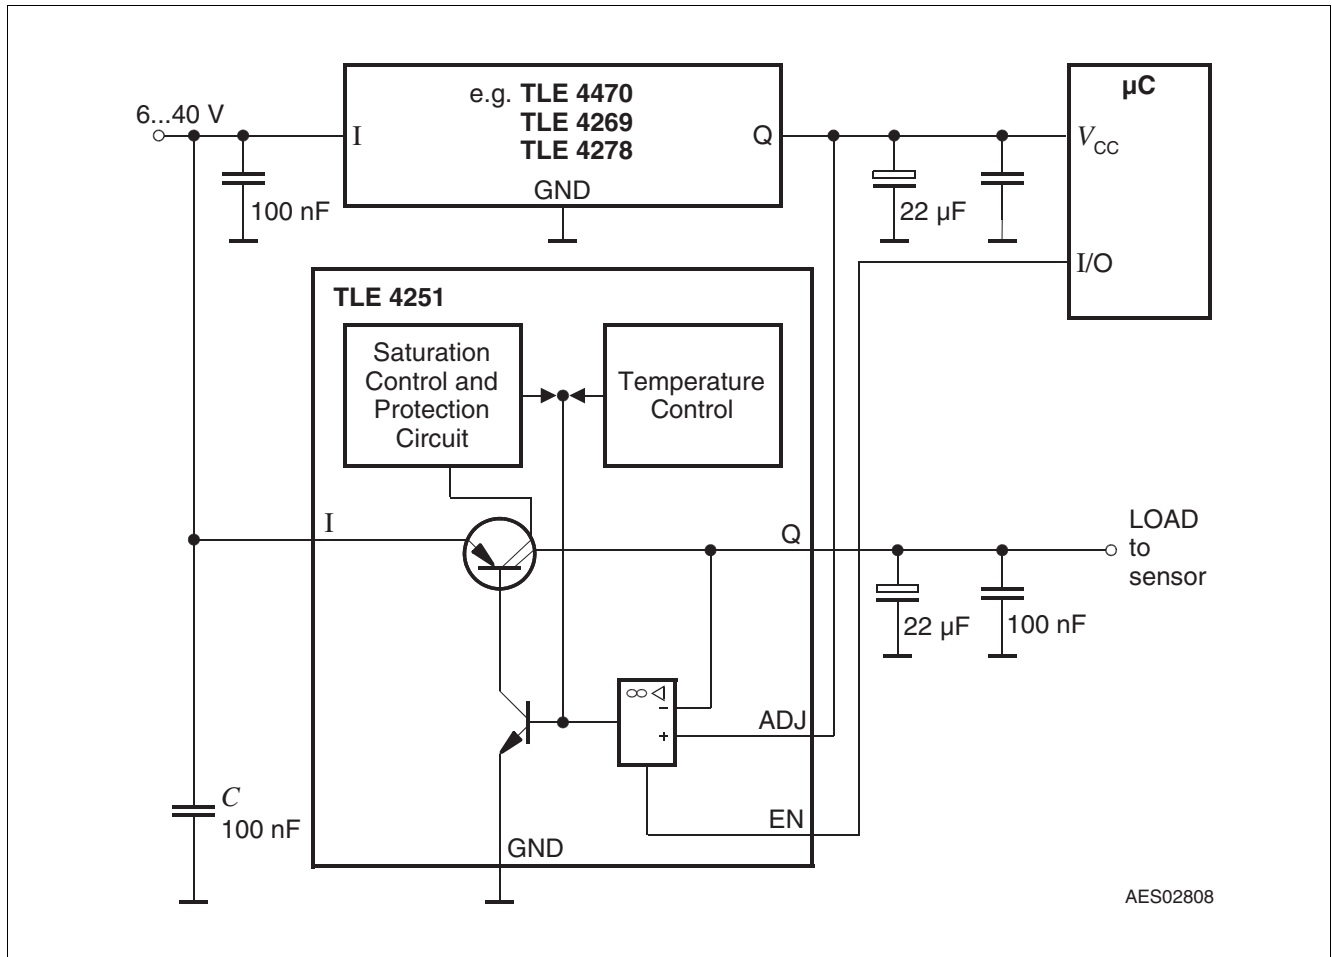 6...40 V
100 nF
I
e.g. TLE 4470
TLE 4269
TLE 4278
Q
GND
22 µF
µC
VCC
I/O
TLE 4251
Saturation
Control and
Protection
Circuit
Temperature
Control
I
Q
LOAD
to
sensor
22 µF
100 nF
∞
-
+
ADJ
EN
GND
C
100 nF
AES02808